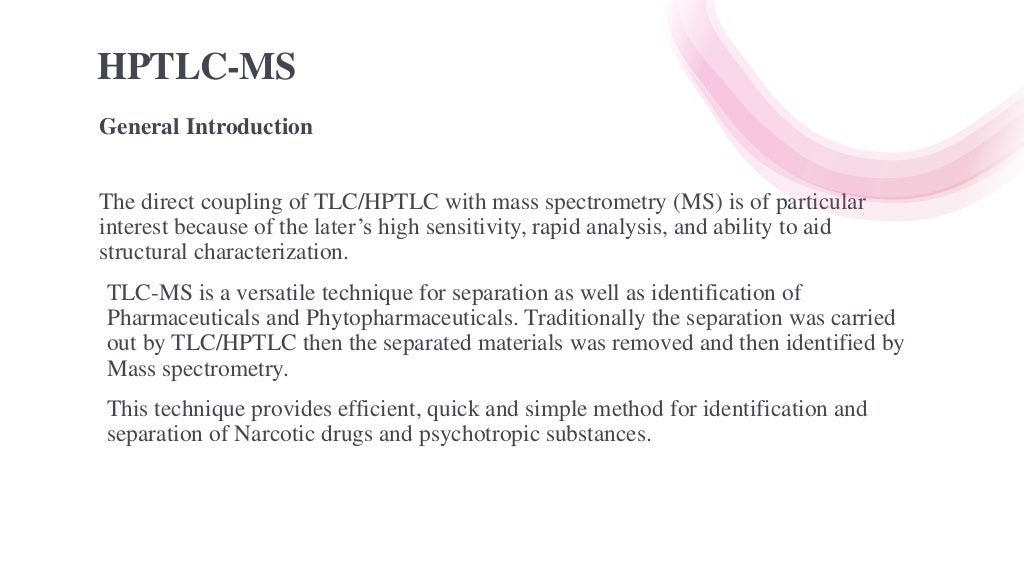 HPTLC-MS
General Introduction
The direct coupling of TLC/HPTLC with mass spectrometry (MS) is of particular
interest because of the later’s high sensitivity, rapid analysis, and ability to aid
structural characterization.
TLC-MS is a versatile technique for separation as well as identification of
Pharmaceuticals and Phytopharmaceuticals. Traditionally the separation was carried
out by TLC/HPTLC then the separated materials was removed and then identified by
Mass spectrometry.
This technique provides efficient, quick and simple method for identification and
separation of Narcotic drugs and psychotropic substances.